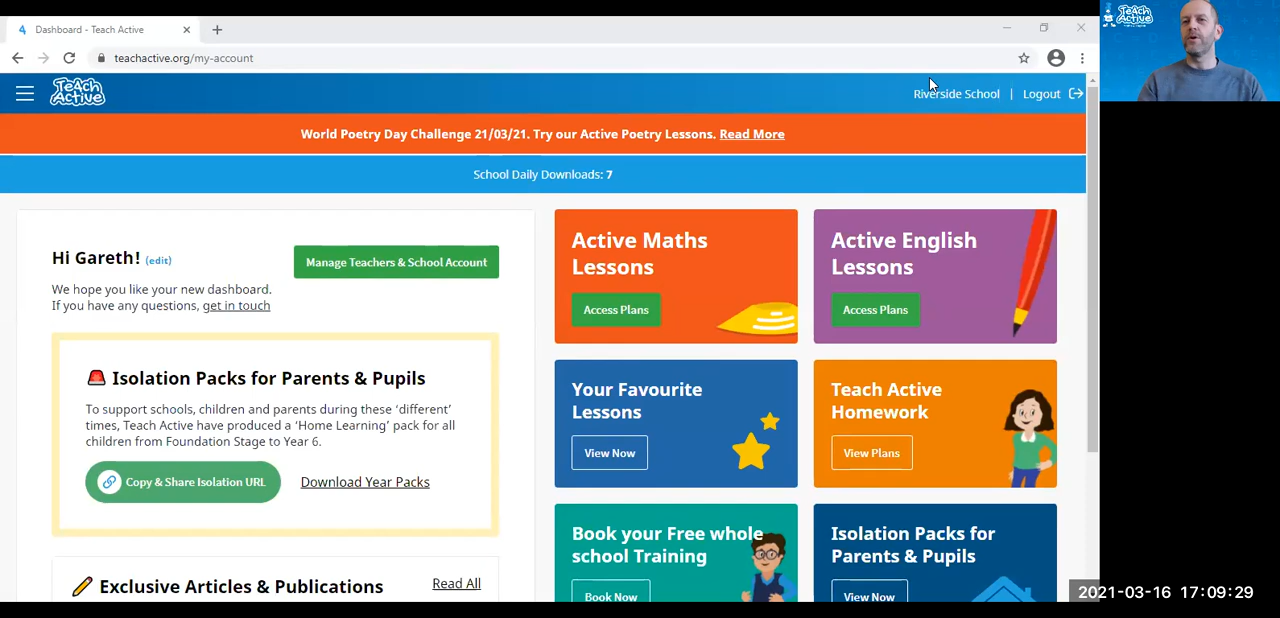 Dashboard - Teach Active
teachactive.org/my-account
Teach Active
Riverside School | Logout
World Poetry Day Challenge 21/03/21. Try our Active Poetry Lessons. Read More
School Daily Downloads: 7
Hi Gareth! (edit)
Manage Teachers & School Account
We hope you like your new dashboard.
If you have any questions, get in touch
Isolation Packs for Parents & Pupils
To support schools, children and parents during these ‘different’
times, Teach Active have produced a ‘Home Learning’ pack for all
children from Foundation Stage to Year 6.
Copy & Share Isolation URL
Download Year Packs
Exclusive Articles & Publications
Read All
Active Maths
Lessons
Access Plans
Active English
Lessons
Access Plans
Your Favourite
Lessons
View Now
Teach Active
Homework
View Plans
Book your Free whole
school Training
Book Now
Isolation Packs for
Parents & Pupils
View Now
Teach
Active
2021-03-16 17:09:29